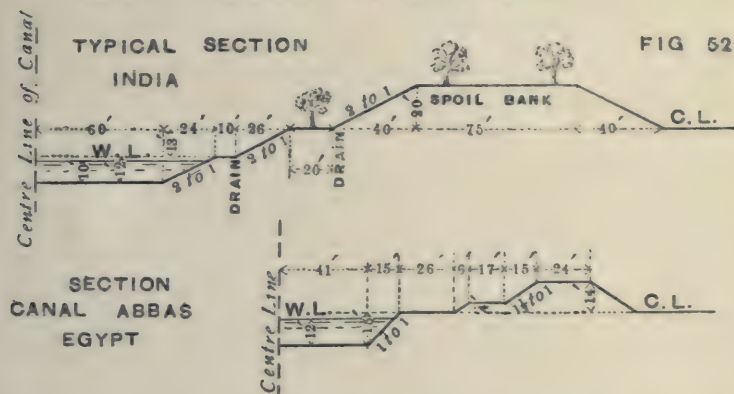 TYPICAL SECTION
INDIA
FIG 52
Centre Line of Canal
60' 24' 10' 26' 20' 40' 75' 40'
W.L.
13'
10' 12'
2 to 1
DRAIN
2 to 1
DRAIN
2 to 1
20'
SPOIL BANK
C.L.
SECTION
CANAL ABBAS
EGYPT
Centre Line
41' 15' 26' 6' 17' 15' 24'
W.L.
12'
1 to 1
1½ to 1
C.L.